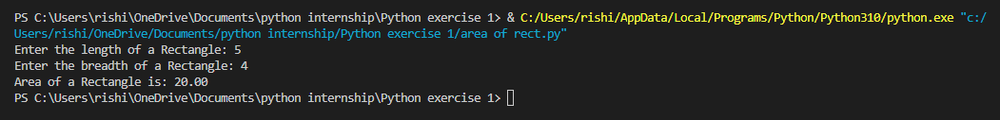 PS C:\Users\rishi\OneDrive\Documents\python internship\Python exercise 1> & C:/Users/rishi/AppData/Local/Programs/Python/Python310/python.exe "c:/
Users/rishi/OneDrive/Documents/python internship/Python exercise 1/area of rect.py"
Enter the length of a Rectangle: 5
Enter the breadth of a Rectangle: 4
Area of a Rectangle is: 20.00
PS C:\Users\rishi\OneDrive\Documents\python internship\Python exercise 1>